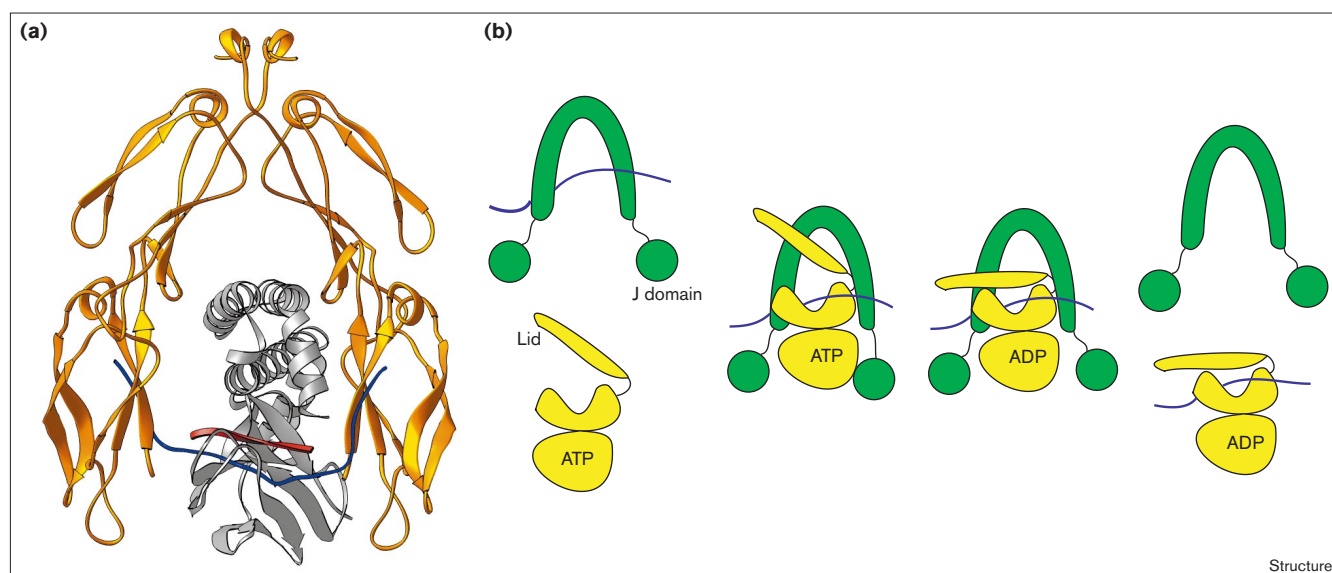 (a)
(b)
J domain
Lid
ATP
ATP
ADP
ADP
Structure